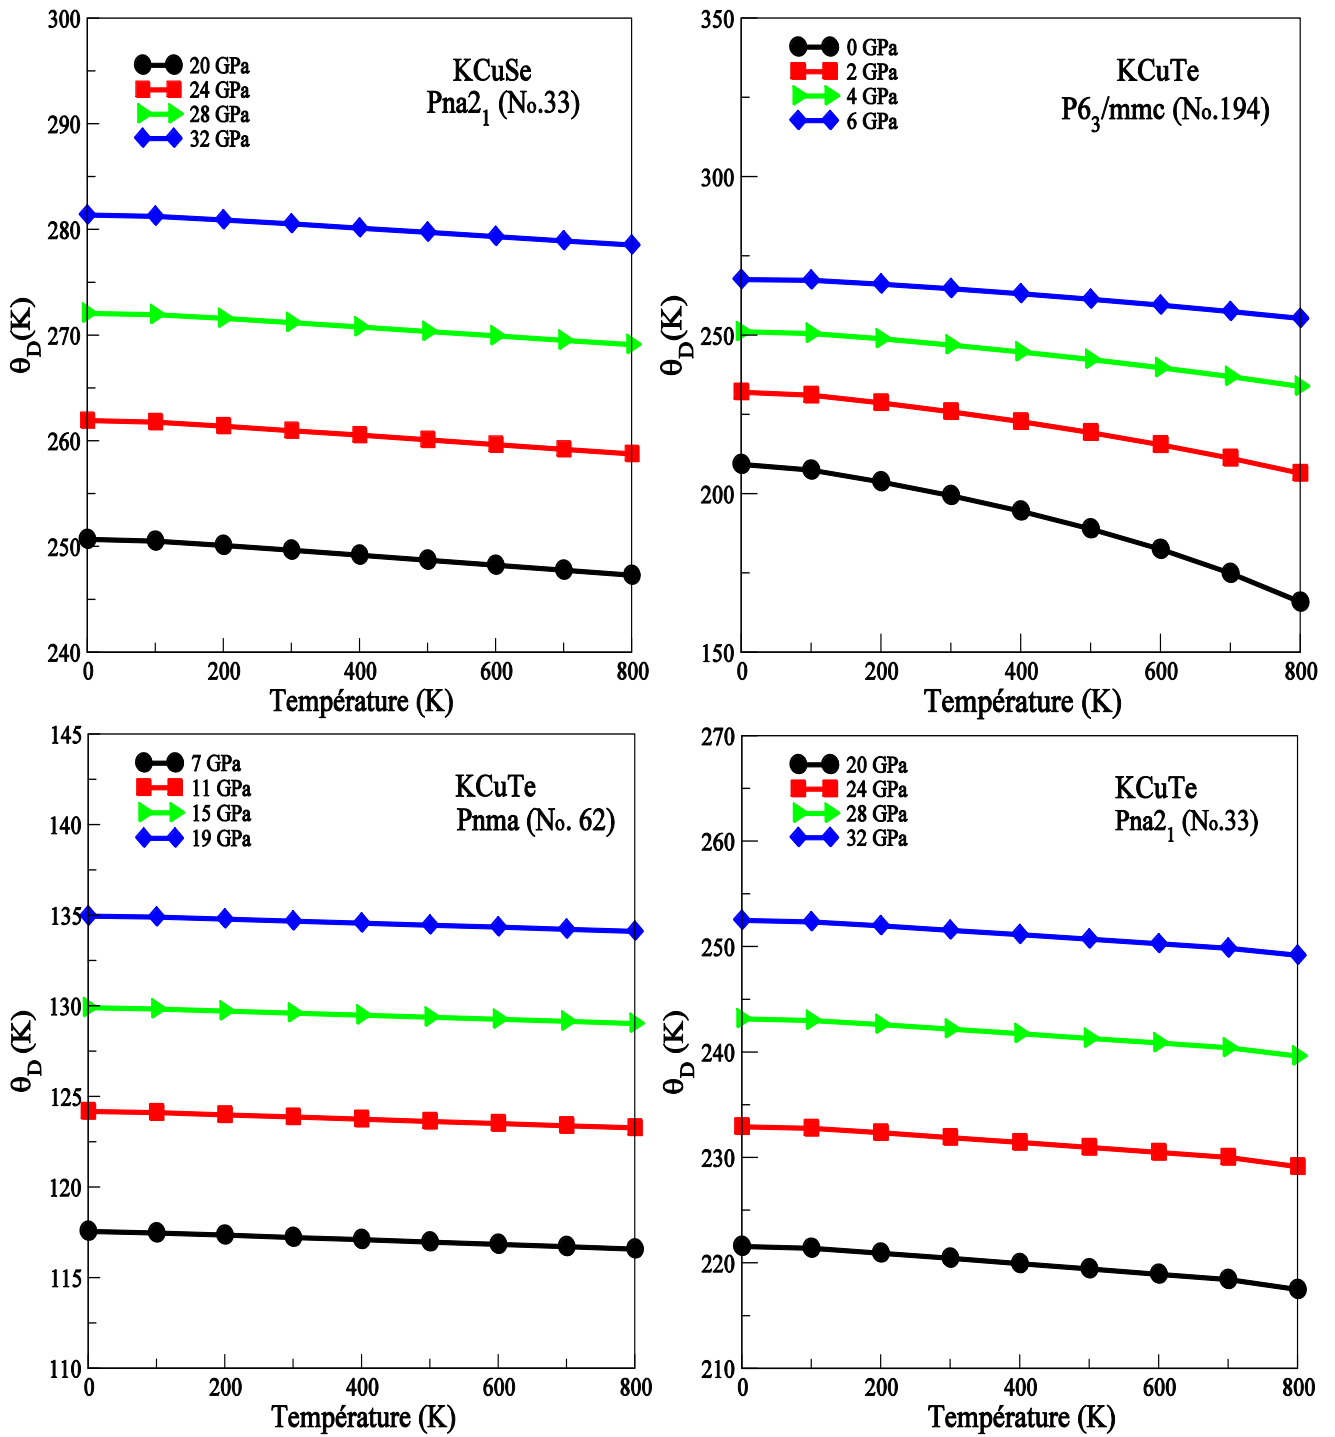 300
290
280
270
260
250
240
θD(K)
20 GPa
24 GPa
28 GPa
32 GPa
KCuSe
Pna2₁ (No.33)
0 200 400 600 800
Température (K)
350
300
250
200
150
θD(K)
0 GPa
2 GPa
4 GPa
6 GPa
KCuTe
P6₃/mmc (No.194)
0 200 400 600 800
Température (K)
145
140
135
130
125
120
115
110
θD (K)
7 GPa
11 GPa
15 GPa
19 GPa
KCuTe
Pnma (No. 62)
0 200 400 600 800
Température (K)
270
260
250
240
230
220
210
θD (K)
20 GPa
24 GPa
28 GPa
32 GPa
KCuTe
Pna2₁ (No.33)
0 200 400 600 800
Température (K)